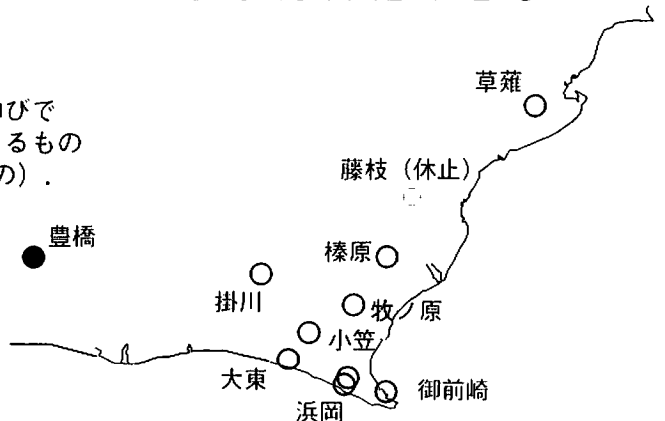 草薙
びで
るもの
の）．
藤枝（休止）
豊橋
榛原
掛川
牧ノ原
小笠
大東
御前崎
浜岡